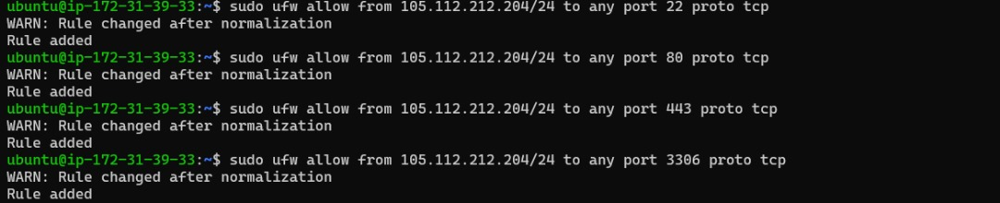 ubuntu@ip-172-31-39-33:~$ sudo ufw allow from 105.112.212.204/24 to any port 22 proto tcp
WARN: Rule changed after normalization
Rule added
ubuntu@ip-172-31-39-33:~$ sudo ufw allow from 105.112.212.204/24 to any port 80 proto tcp
WARN: Rule changed after normalization
Rule added
ubuntu@ip-172-31-39-33:~$ sudo ufw allow from 105.112.212.204/24 to any port 443 proto tcp
WARN: Rule changed after normalization
Rule added
ubuntu@ip-172-31-39-33:~$ sudo ufw allow from 105.112.212.204/24 to any port 3306 proto tcp
WARN: Rule changed after normalization
Rule added